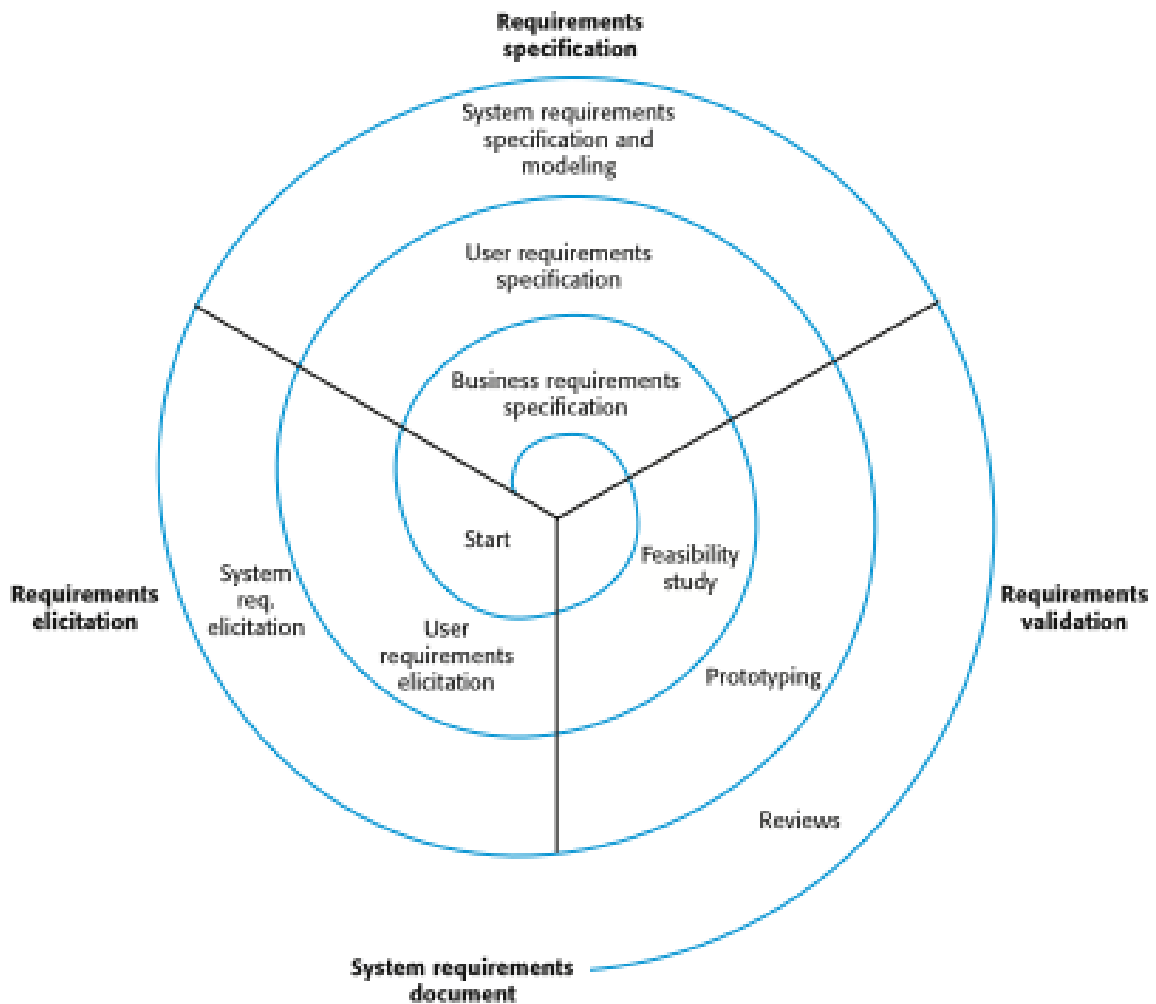 Requirements
specification
System requirements
specification and
modeling
User requirements
specification
Business requirements
specification
Start
Feasibility
study
System
req.
elicitation
Requirements
elicitation
Requirements
validation
User
requirements
elicitation
Prototyping
Reviews
System requirements
document